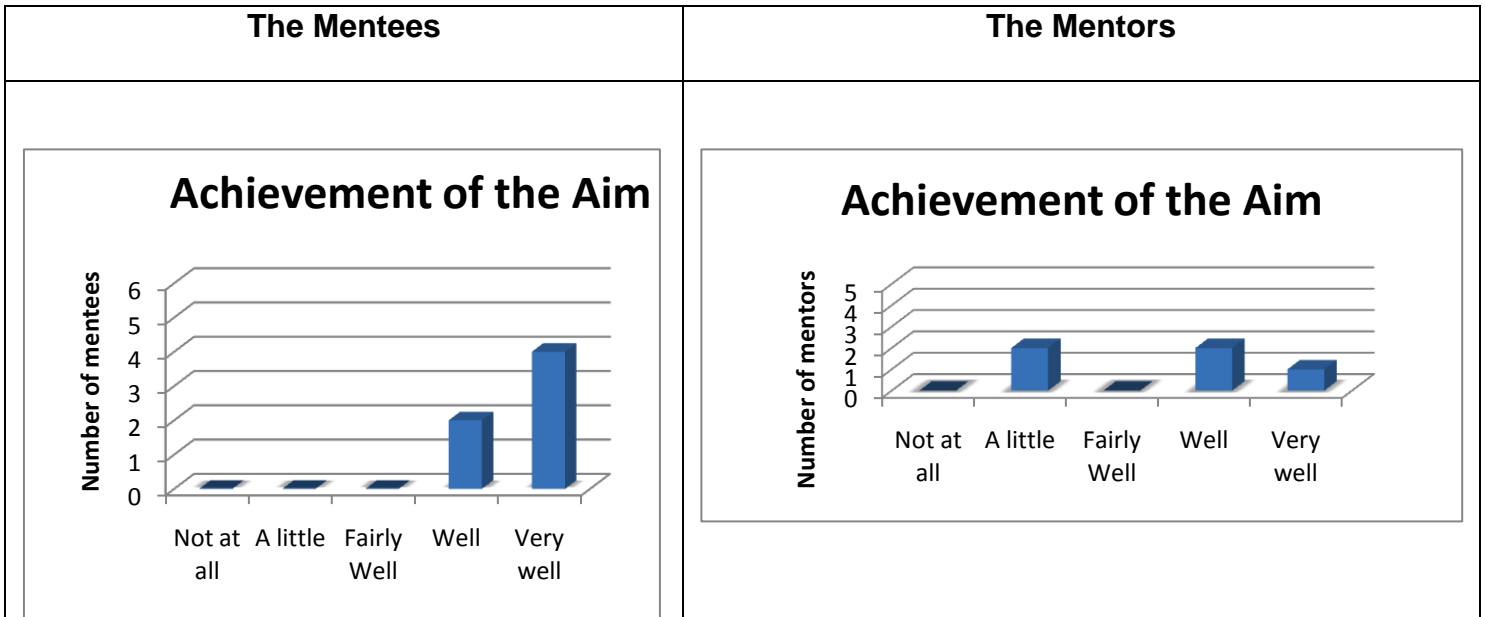 The Mentees
The Mentors
Achievement of the Aim
Number of mentees
6
5
4
3
2
1
0
Not at all
A little
Fairly Well
Well
Very well
Achievement of the Aim
Number of mentors
5
4
3
2
1
0
Not at all
A little
Fairly Well
Well
Very well